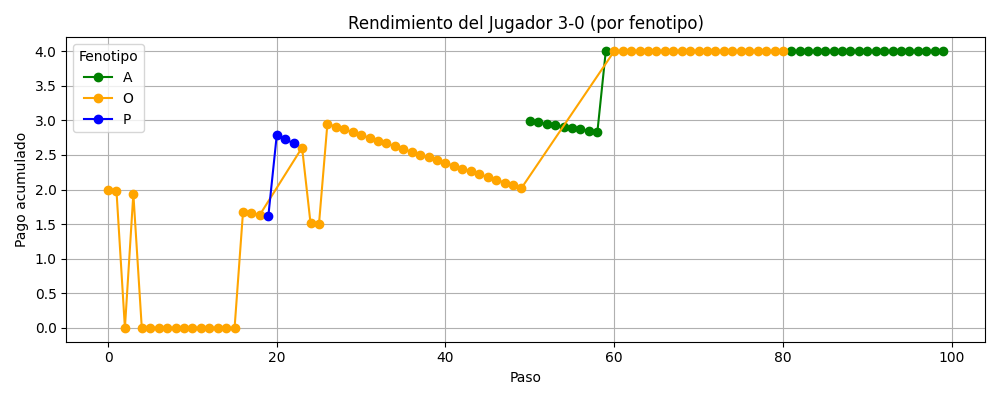 Rendimiento del Jugador 3-0 (por fenotipo)
Fenotipo
A
O
P
Pago acumulado
4.0
3.5
3.0
2.5
2.0
1.5
1.0
0.5
0.0
0 20 40 60 80 100
Paso